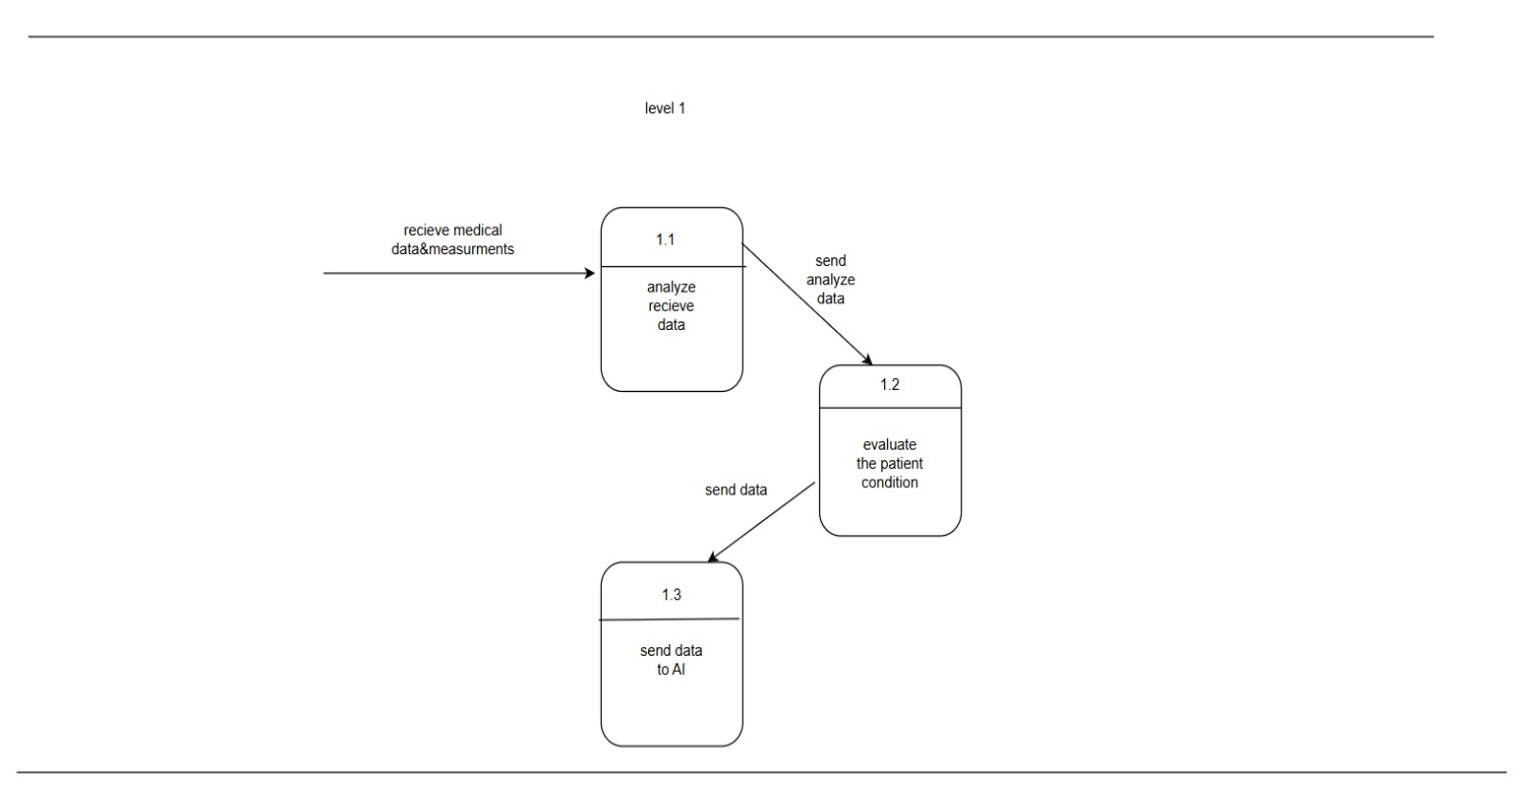 level 1
recieve medical
data&measurments
1.1
analyze
recieve
data
send
analyze
data
1.2
evaluate
the patient
condition
send data
1.3
send data
to AI